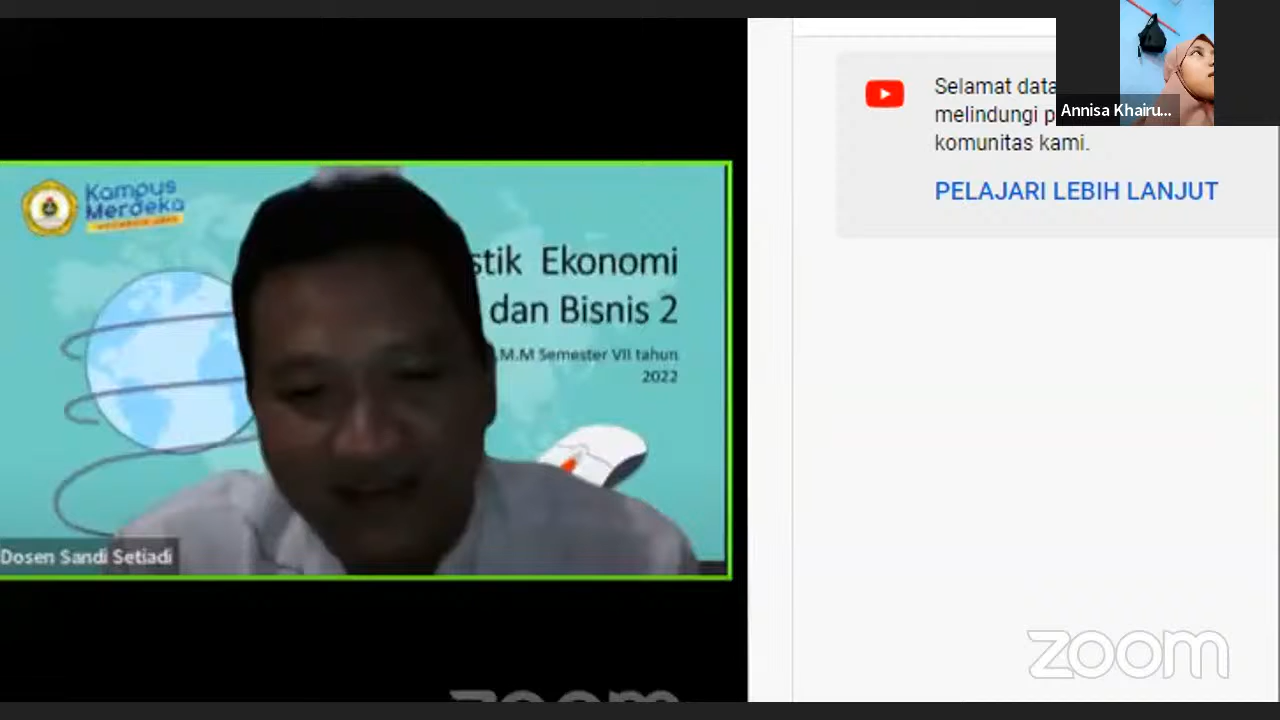 Kampus
Merdeka
stik Ekonomi
dan Bisnis 2
M.M Semester VII tahun
2022
Dosen Sandi Setiadi
zoom
Selamat data
melindungi p
komunitas kami.
PELAJARI LEBIH LANJUT
Annisa Khairu...
zoom